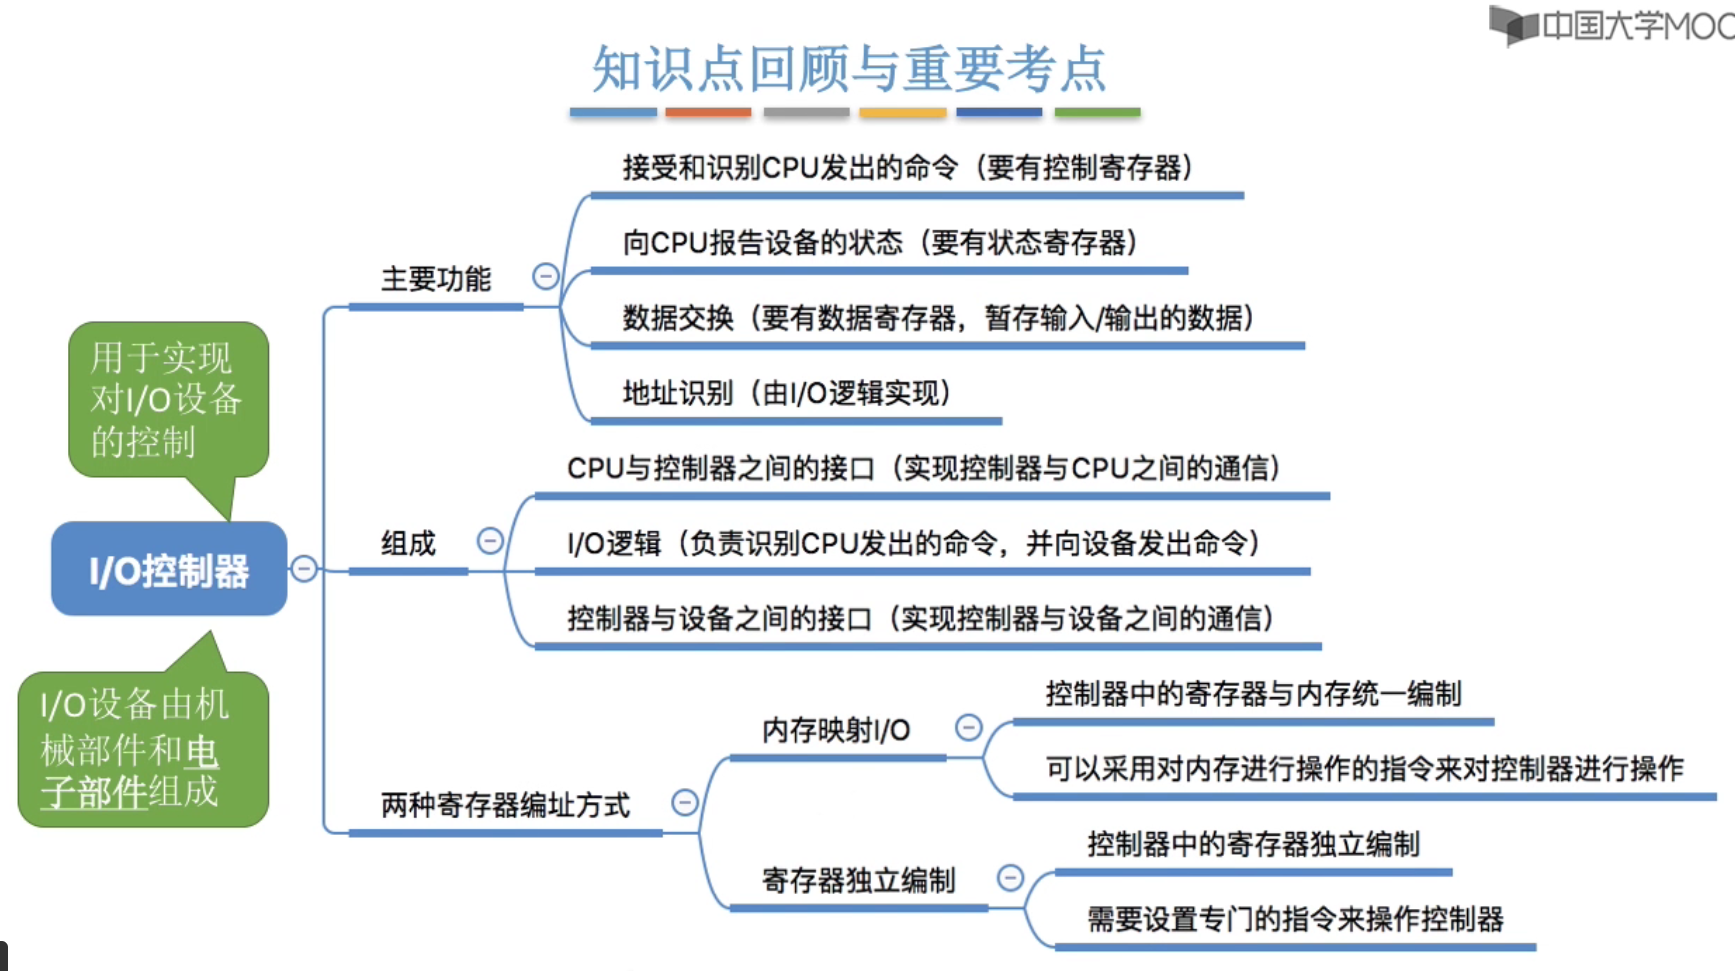 中国大学MOO
知识点回顾与重要考点
接受和识别CPU发出的命令（要有控制寄存器）
向CPU报告设备的状态（要有状态寄存器）
主要功能
数据交换（要有数据寄存器，暂存输入/输出的数据）
地址识别（由I/O逻辑实现）
用于实现
对I/O设备
的控制
CPU与控制器之间的接口（实现控制器与CPU之间的通信）
组成
I/O逻辑（负责识别CPU发出的命令，并向设备发出命令）
I/O控制器
控制器与设备之间的接口（实现控制器与设备之间的通信）
I/O设备由机
械部件和电
子部件组成
控制器中的寄存器与内存统一编制
内存映射I/O
可以采用对内存进行操作的指令来对控制器进行操作
两种寄存器编址方式
控制器中的寄存器独立编制
寄存器独立编制
需要设置专门的指令来操作控制器